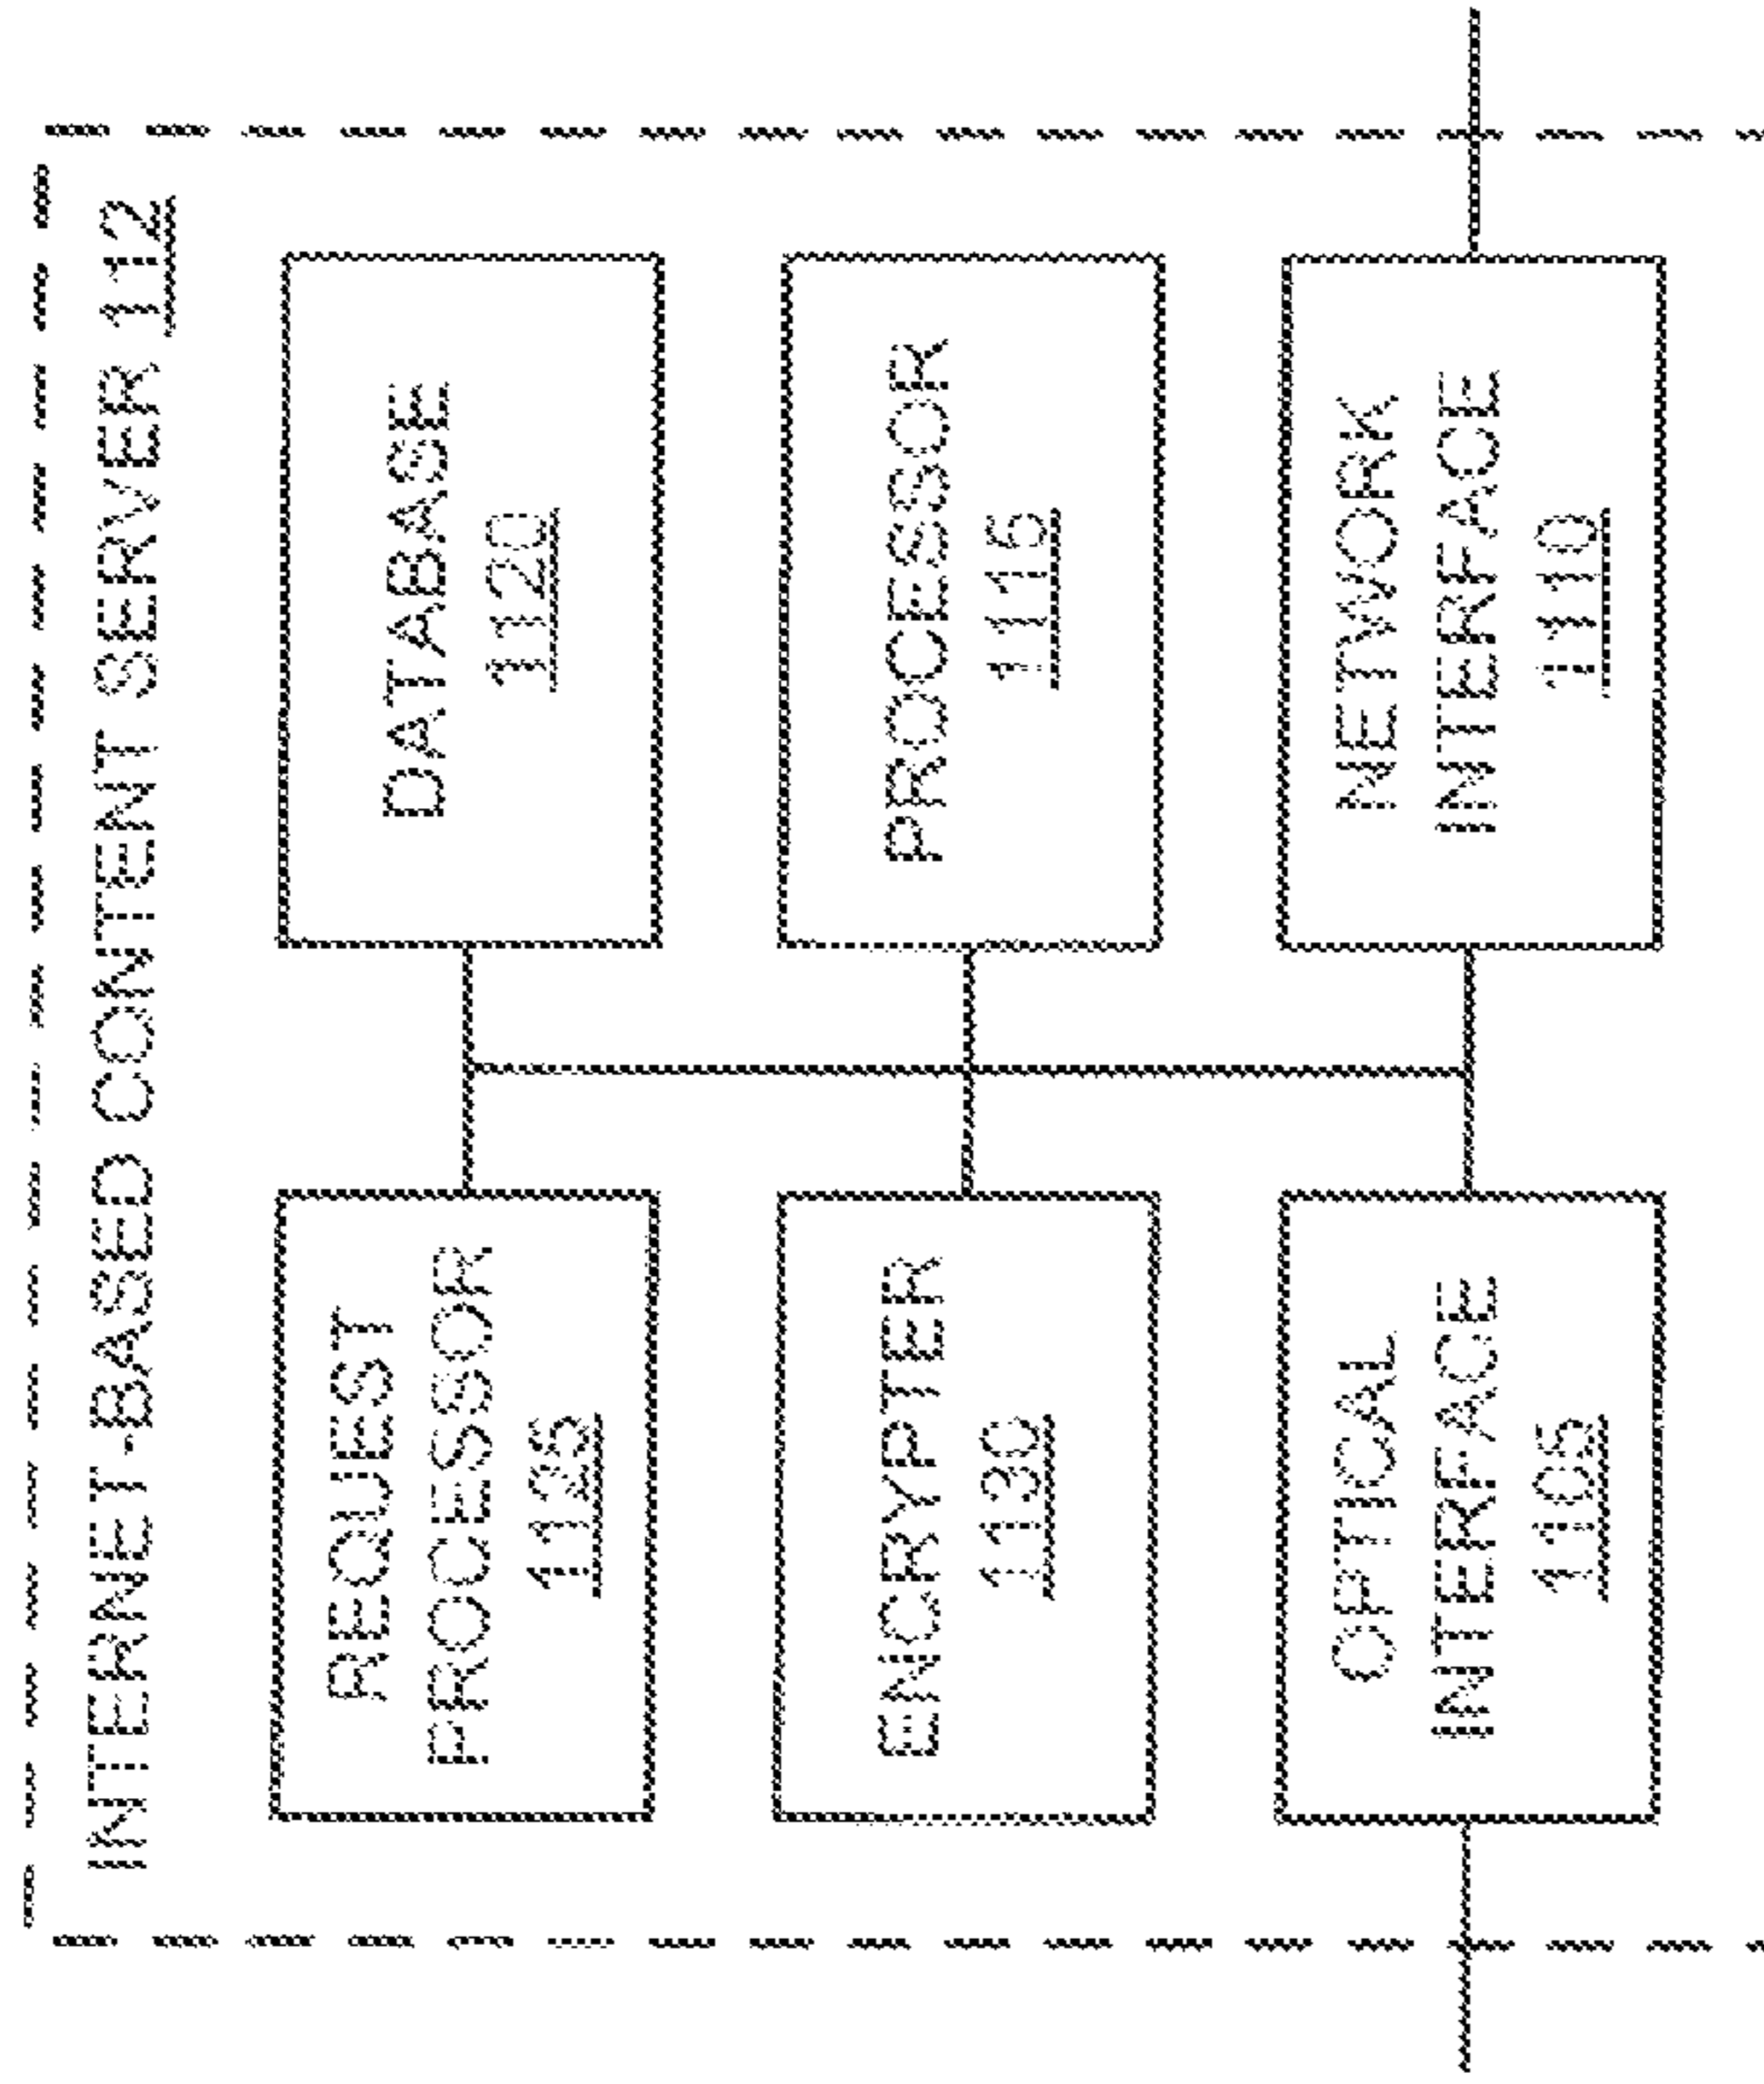 INTERNET-BASED CONTENT SERVER 112
REQUEST
PROCESSOR
1125
DATABASE
1120
ENCRYPTER
1130
PROCESSOR
1115
OPTICAL
INTERFACE
1105
NETWORK
INTERFACE
1110